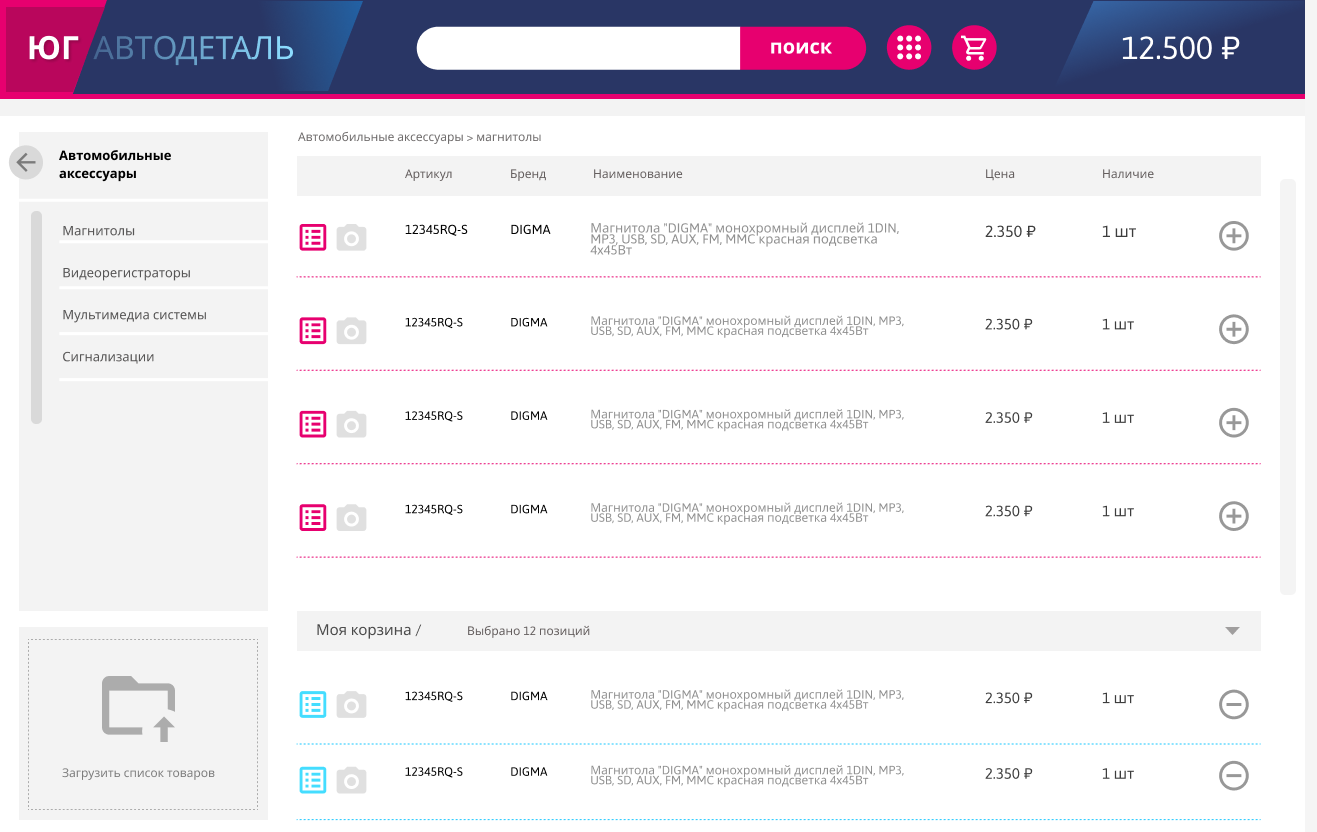 ЮГ АВТОДЕТАЛЬ
ПОИСК
12.500 ₽
Автомобильные
аксессуары
Магнитолы
Видеорегистраторы
Мультимедиа системы
Сигнализации
Загрузить список товаров
Автомобильные аксессуары > магнитолы
Артикул Бренд Наименование Цена Наличие
12345RQ-S DIGMA Магнитола "DIGMA" монохромный дисплей 1DIN, 2.350 ₽ 1 шт
MP3, USB, SD, AUX, FM, MMC красная подсветка
4x45Вт
12345RQ-S DIGMA Магнитола "DIGMA" монохромный дисплей 1DIN, MP3, 2.350 ₽ 1 шт
USB, SD, AUX, FM, MMC красная подсветка 4x45Вт
12345RQ-S DIGMA Магнитола "DIGMA" монохромный дисплей 1DIN, MP3, 2.350 ₽ 1 шт
USB, SD, AUX, FM, MMC красная подсветка 4x45Вт
12345RQ-S DIGMA Магнитола "DIGMA" монохромный дисплей 1DIN, MP3, 2.350 ₽ 1 шт
USB, SD, AUX, FM, MMC красная подсветка 4x45Вт
Моя корзина / Выбрано 12 позиций
12345RQ-S DIGMA Магнитола "DIGMA" монохромный дисплей 1DIN, MP3, 2.350 ₽ 1 шт
USB, SD, AUX, FM, MMC красная подсветка 4x45Вт
12345RQ-S DIGMA Магнитола "DIGMA" монохромный дисплей 1DIN, MP3, 2.350 ₽ 1 шт
USB, SD, AUX, FM, MMC красная подсветка 4x45Вт